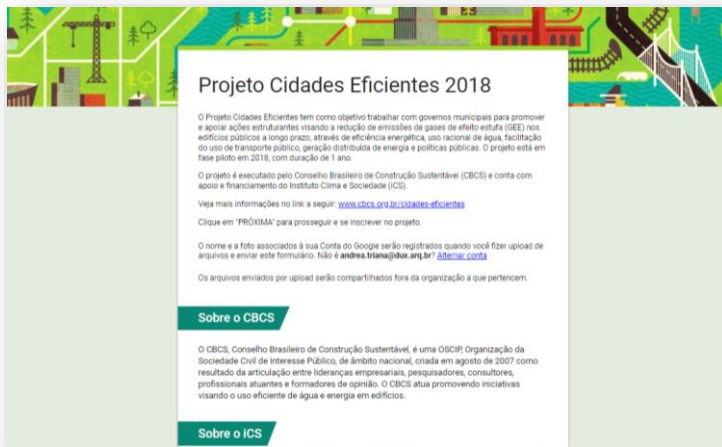 Projeto Cidades Eficientes 2018
O Projeto Cidades Eficientes tem como objetivo trabalhar com governos municipais para promover
e apoiar ações estruturantes visando a redução de emissões de gases de efeito estufa (GEE) nos
edifícios públicos a longo prazo, através de eficiência energética, uso racional de água, facilitação
do uso de transporte público, geração distribuída de energia e políticas públicas. O projeto está em
fase piloto em 2018, com duração de 1 ano.
O projeto é executado pelo Conselho Brasileiro de Construção Sustentável (CBCS) e conta com
apoio e financiamento do Instituto Clima e Sociedade (iCS).
Veja mais informações no link a seguir: www.cbcs.org.br/cidades-eficientes
Clique em "PRÓXIMA" para prosseguir e se inscrever no projeto.
O nome e a foto associados à sua Conta do Google serão registrados quando você fizer upload de
arquivos e enviar este formulário. Não é andrea.triana@dux.arq.br? Alternar conta
Os arquivos enviados por upload serão compartilhados fora da organização a que pertencem.
Sobre o CBCS
O CBCS, Conselho Brasileiro de Construção Sustentável, é uma OSCIP, Organização da
Sociedade Civil de Interesse Público, de âmbito nacional, criada em agosto de 2007 como
resultado da articulação entre lideranças empresariais, pesquisadores, consultores,
profissionais atuantes e formadores de opinião. O CBCS atua promovendo iniciativas
visando o uso eficiente de água e energia em edifícios.
Sobre o iCS